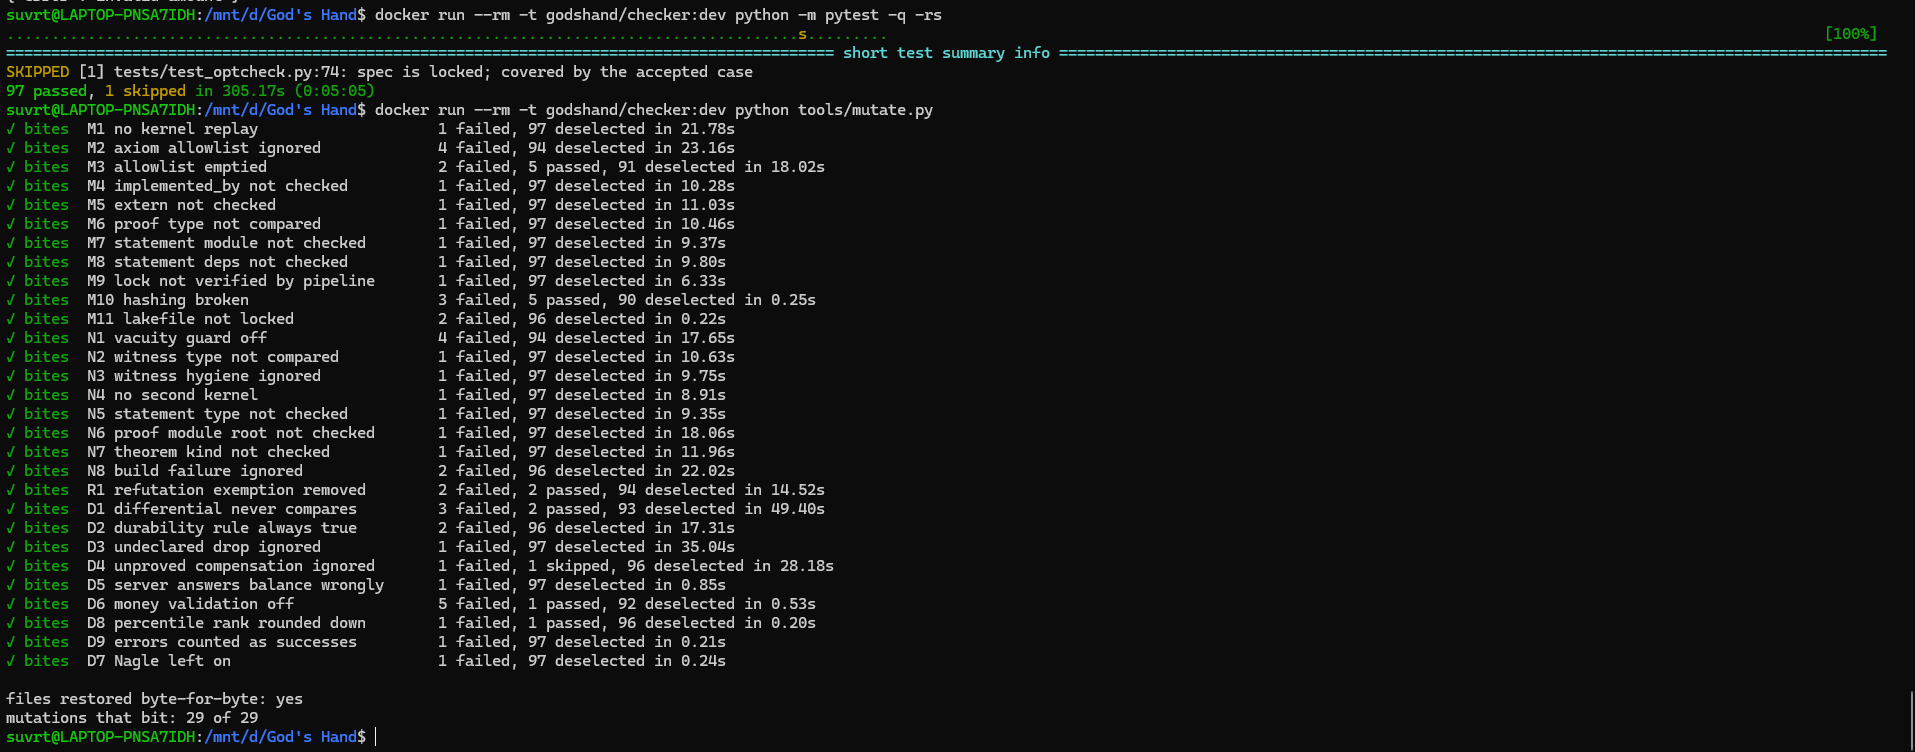 suvrt@LAPTOP-PNSA7IDH:/mnt/d/God's Hand$ docker run --rm -t godshand/checker:dev python -m pytest -q -rs
........................................................................................s......... [100%]
============================================================================================ short test summary info =============================================================================================
SKIPPED [1] tests/test_optcheck.py:74: spec is locked; covered by the accepted case
97 passed, 1 skipped in 305.17s (0:05:05)
suvrt@LAPTOP-PNSA7IDH:/mnt/d/God's Hand$ docker run --rm -t godshand/checker:dev python tools/mutate.py
√ bites  M1 no kernel replay                    1 failed, 97 deselected in 21.78s
√ bites  M2 axiom allowlist ignored             4 failed, 94 deselected in 23.16s
√ bites  M3 allowlist emptied                   2 failed, 5 passed, 91 deselected in 18.02s
√ bites  M4 implemented_by not checked          1 failed, 97 deselected in 10.28s
√ bites  M5 extern not checked                  1 failed, 97 deselected in 11.03s
√ bites  M6 proof type not compared             1 failed, 97 deselected in 10.46s
√ bites  M7 statement module not checked        1 failed, 97 deselected in 9.37s
√ bites  M8 statement deps not checked          1 failed, 97 deselected in 9.80s
√ bites  M9 lock not verified by pipeline       1 failed, 97 deselected in 6.33s
√ bites  M10 hashing broken                     3 failed, 5 passed, 90 deselected in 0.25s
√ bites  M11 lakefile not locked                2 failed, 96 deselected in 0.22s
√ bites  N1 vacuity guard off                   4 failed, 94 deselected in 17.65s
√ bites  N2 witness type not compared           1 failed, 97 deselected in 10.63s
√ bites  N3 witness hygiene ignored             1 failed, 97 deselected in 9.75s
√ bites  N4 no second kernel                    1 failed, 97 deselected in 8.91s
√ bites  N5 statement type not checked          1 failed, 97 deselected in 9.35s
√ bites  N6 proof module root not checked       1 failed, 97 deselected in 18.06s
√ bites  N7 theorem kind not checked            1 failed, 97 deselected in 11.96s
√ bites  N8 build failure ignored               2 failed, 96 deselected in 22.02s
√ bites  R1 refutation exemption removed        2 failed, 2 passed, 94 deselected in 14.52s
√ bites  D1 differential never compares         3 failed, 2 passed, 93 deselected in 49.40s
√ bites  D2 durability rule always true         2 failed, 96 deselected in 17.31s
√ bites  D3 undeclared drop ignored             1 failed, 97 deselected in 35.04s
√ bites  D4 unproved compensation ignored       1 failed, 1 skipped, 96 deselected in 28.18s
√ bites  D5 server answers balance wrongly      1 failed, 97 deselected in 0.85s
√ bites  D6 money validation off                5 failed, 1 passed, 92 deselected in 0.53s
√ bites  D8 percentile rank rounded down        1 failed, 1 passed, 96 deselected in 0.20s
√ bites  D9 errors counted as successes         1 failed, 97 deselected in 0.21s
√ bites  D7 Nagle left on                       1 failed, 97 deselected in 0.24s
files restored byte-for-byte: yes
mutations that bit: 29 of 29
suvrt@LAPTOP-PNSA7IDH:/mnt/d/God's Hand$